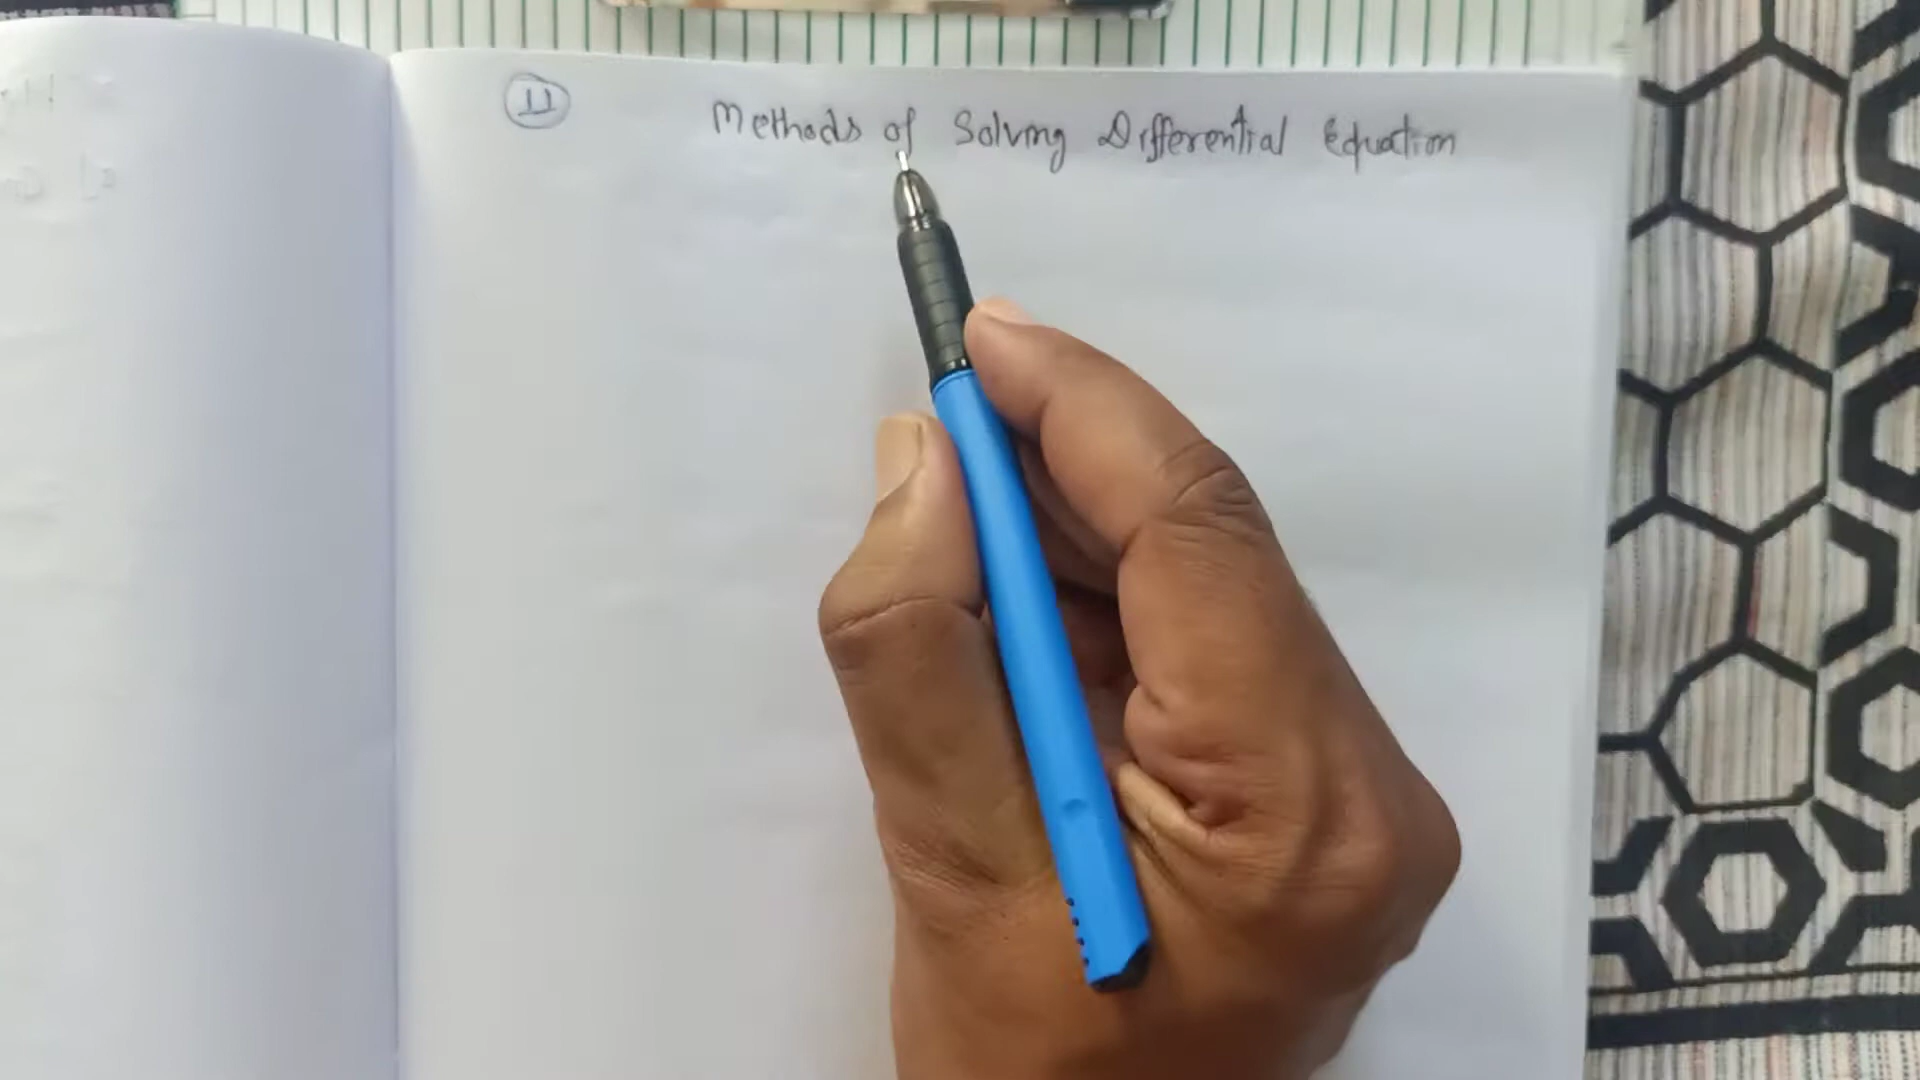 11
Methods of Solving Differential Equation